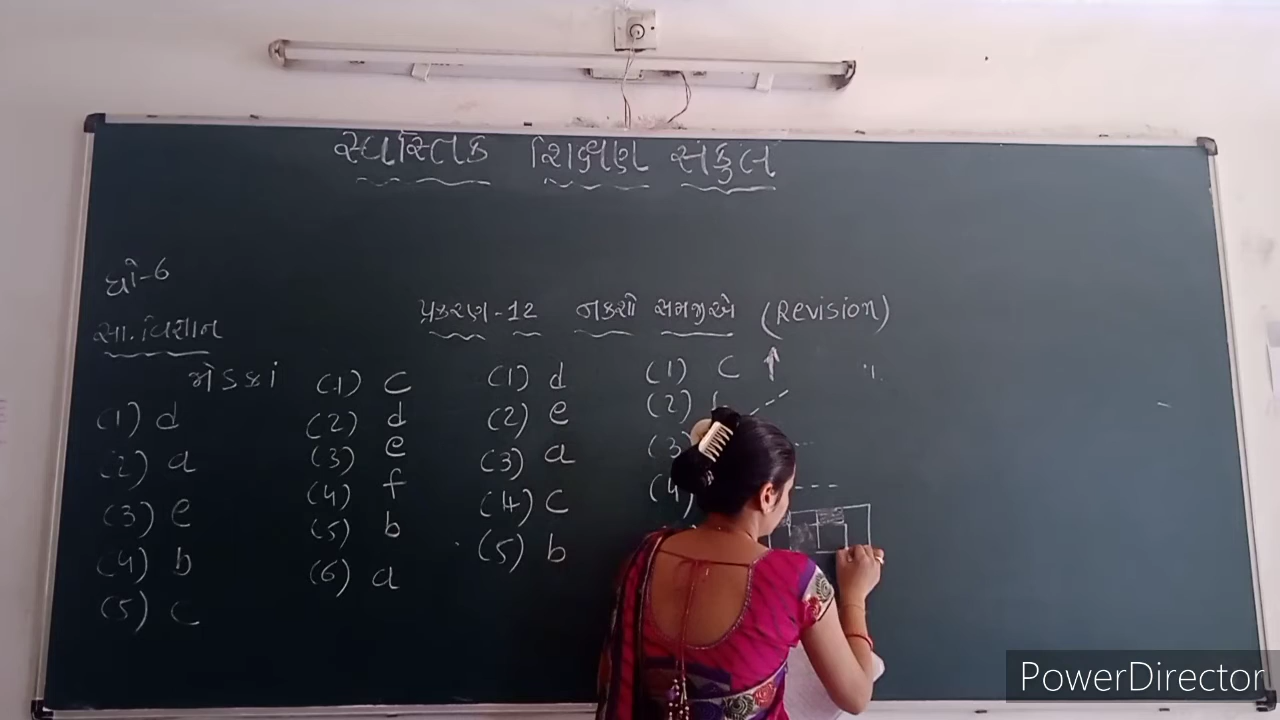 સ્વસ્તિક શિક્ષણ સંકુલ
ધો-6
પ્રકરણ-12 નકશો સમજીએ (Revision)
સા. વિજ્ઞાન
જોડકાં
(1) d
(2) a
(3) e
(4) b
(5) c
(1) c
(2) d
(3) e
(4) f
(5) b
(6) a
(1) d
(2) e
(3) a
(4) c
(5) b
(1) c
(2)
(3)
(4)
PowerDirector